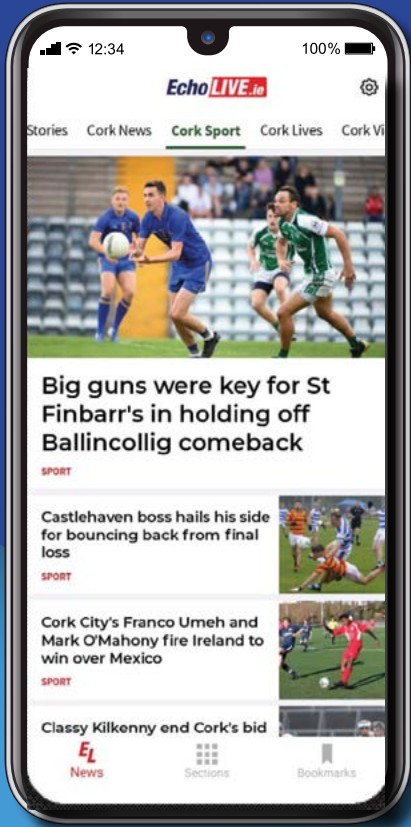 12:34 100%
EchoLIVE.ie
Stories Cork News Cork Sport Cork Lives Cork Vi
Big guns were key for St
Finbarr's in holding off
Ballincollig comeback
SPORT
Castlehaven boss hails his side
for bouncing back from final
loss
SPORT
Cork City's Franco Umeh and
Mark O'Mahony fire Ireland to
win over Mexico
SPORT
Classy Kilkenny end Cork's bid
EL
News Sections Bookmarks